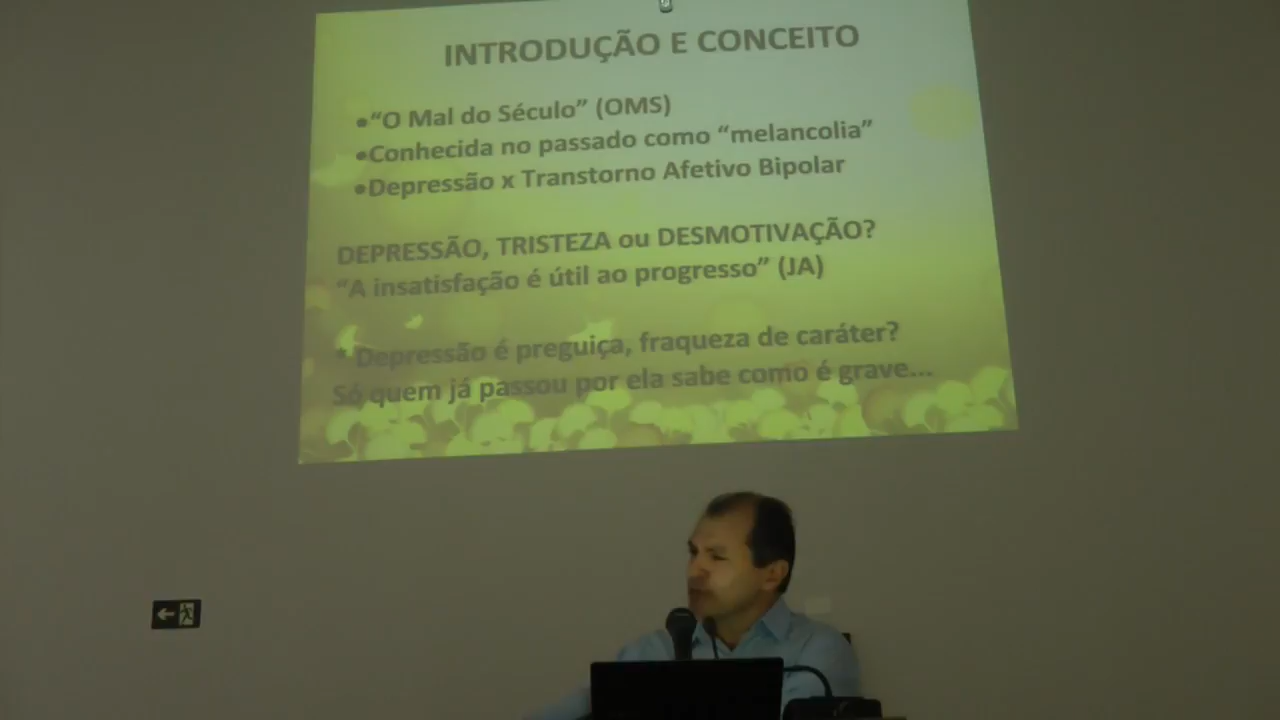 INTRODUÇÃO E CONCEITO
•“O Mal do Século” (OMS)
•Conhecida no passado como “melancolia”
•Depressão x Transtorno Afetivo Bipolar
DEPRESSÃO, TRISTEZA ou DESMOTIVAÇÃO?
“A insatisfação é útil ao progresso” (JA)
* Depressão é preguiça, fraqueza de caráter?
Só quem já passou por ela sabe como é grave...